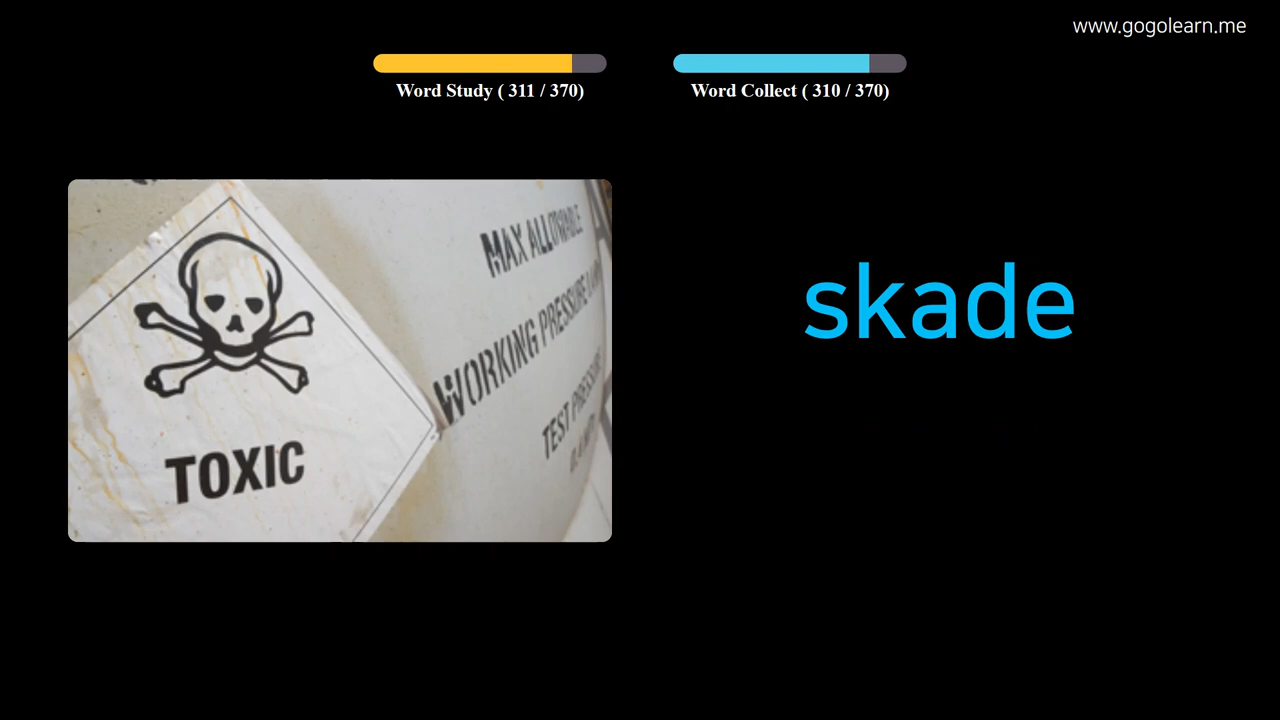 www.gogolearn.me
Word Study ( 311 / 370)
Word Collect ( 310 / 370)
skade
MAX ALLOWABLE
WORKING PRESSURE
TEST PRESSURE
TOXIC